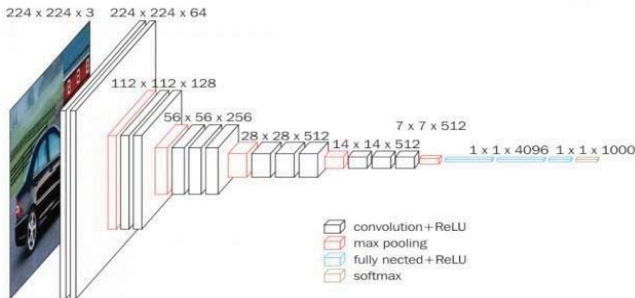 224 x 224 x 3
224 x 224 x 64
112 x 112 x 128
56 x 56 x 256
28 x 28 x 512
14 x 14 x 512
7 x 7 x 512
1 x 1 x 4096
1 x 1 x 1000
convolution+ReLU
max pooling
fully nected+ReLU
softmax